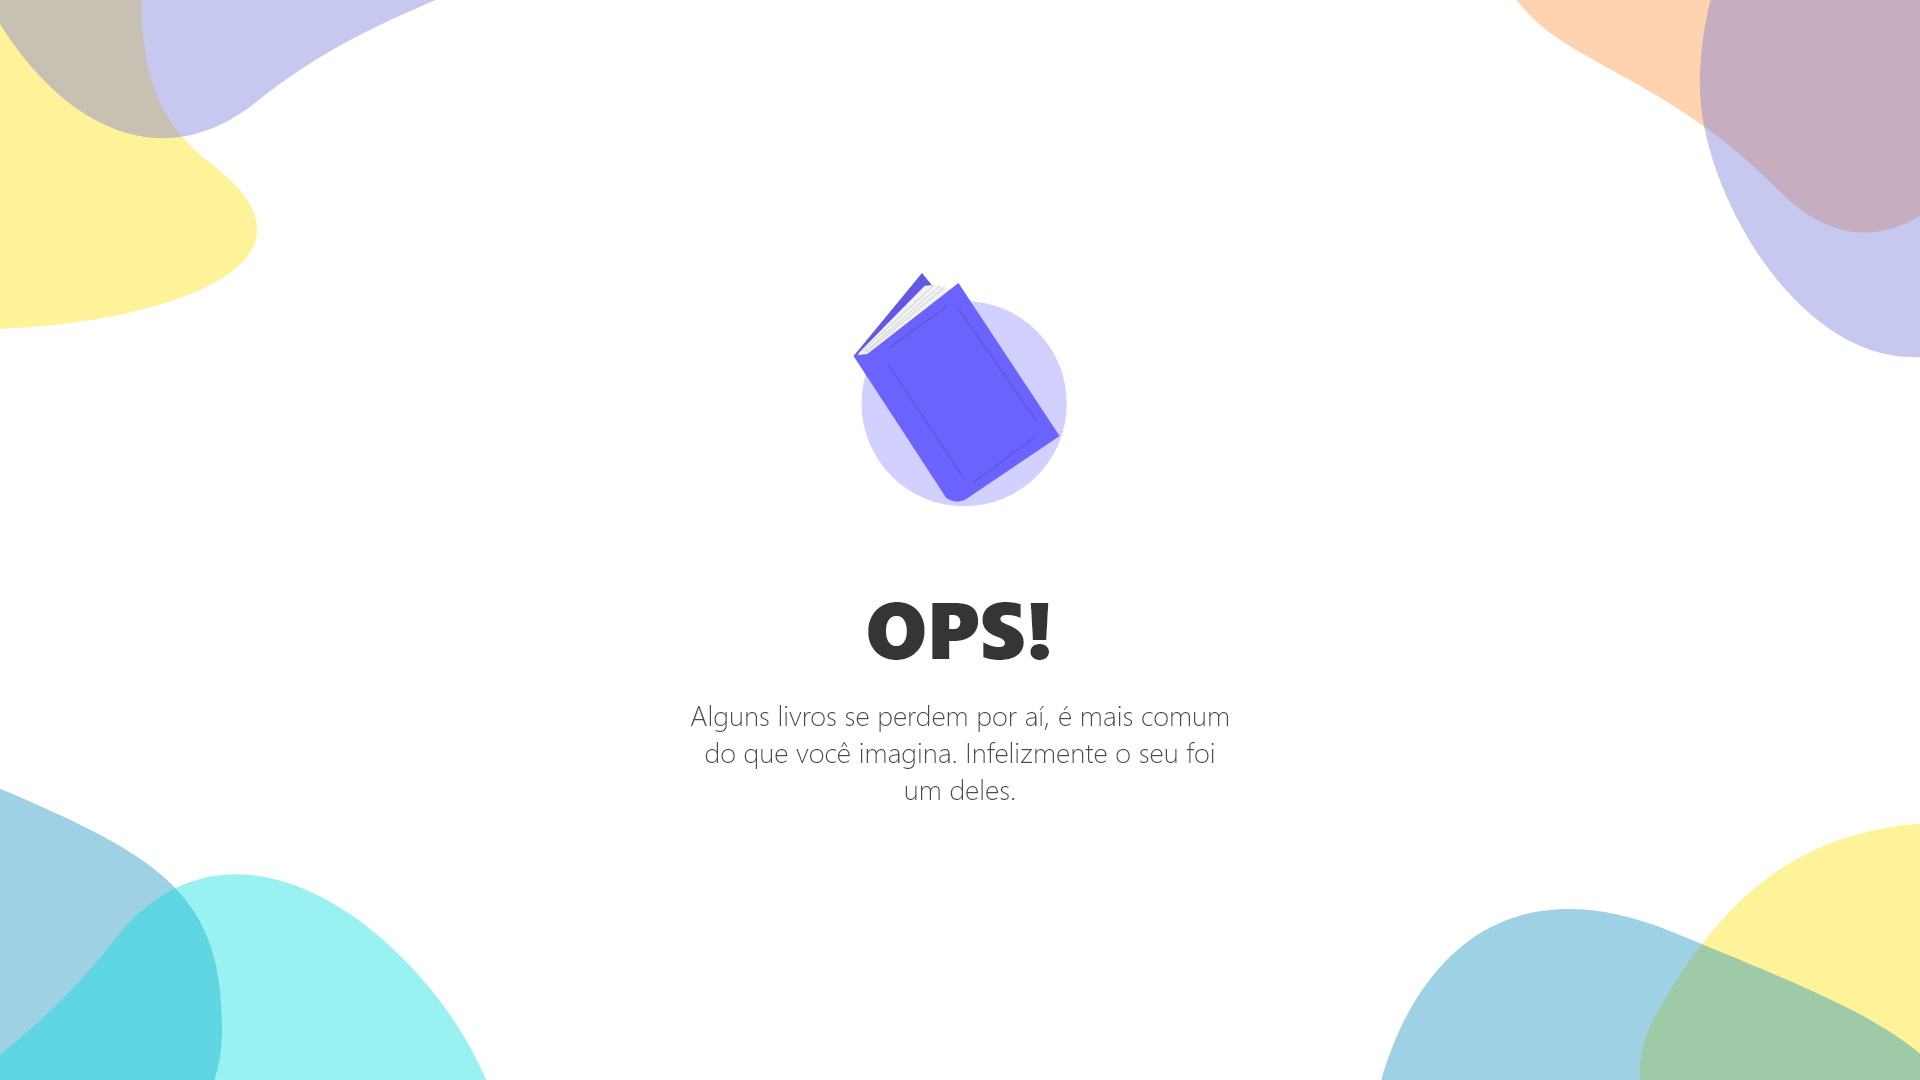 OPS!
Alguns livros se perdem por aí, é mais comum
do que você imagina. Infelizmente o seu foi
um deles.